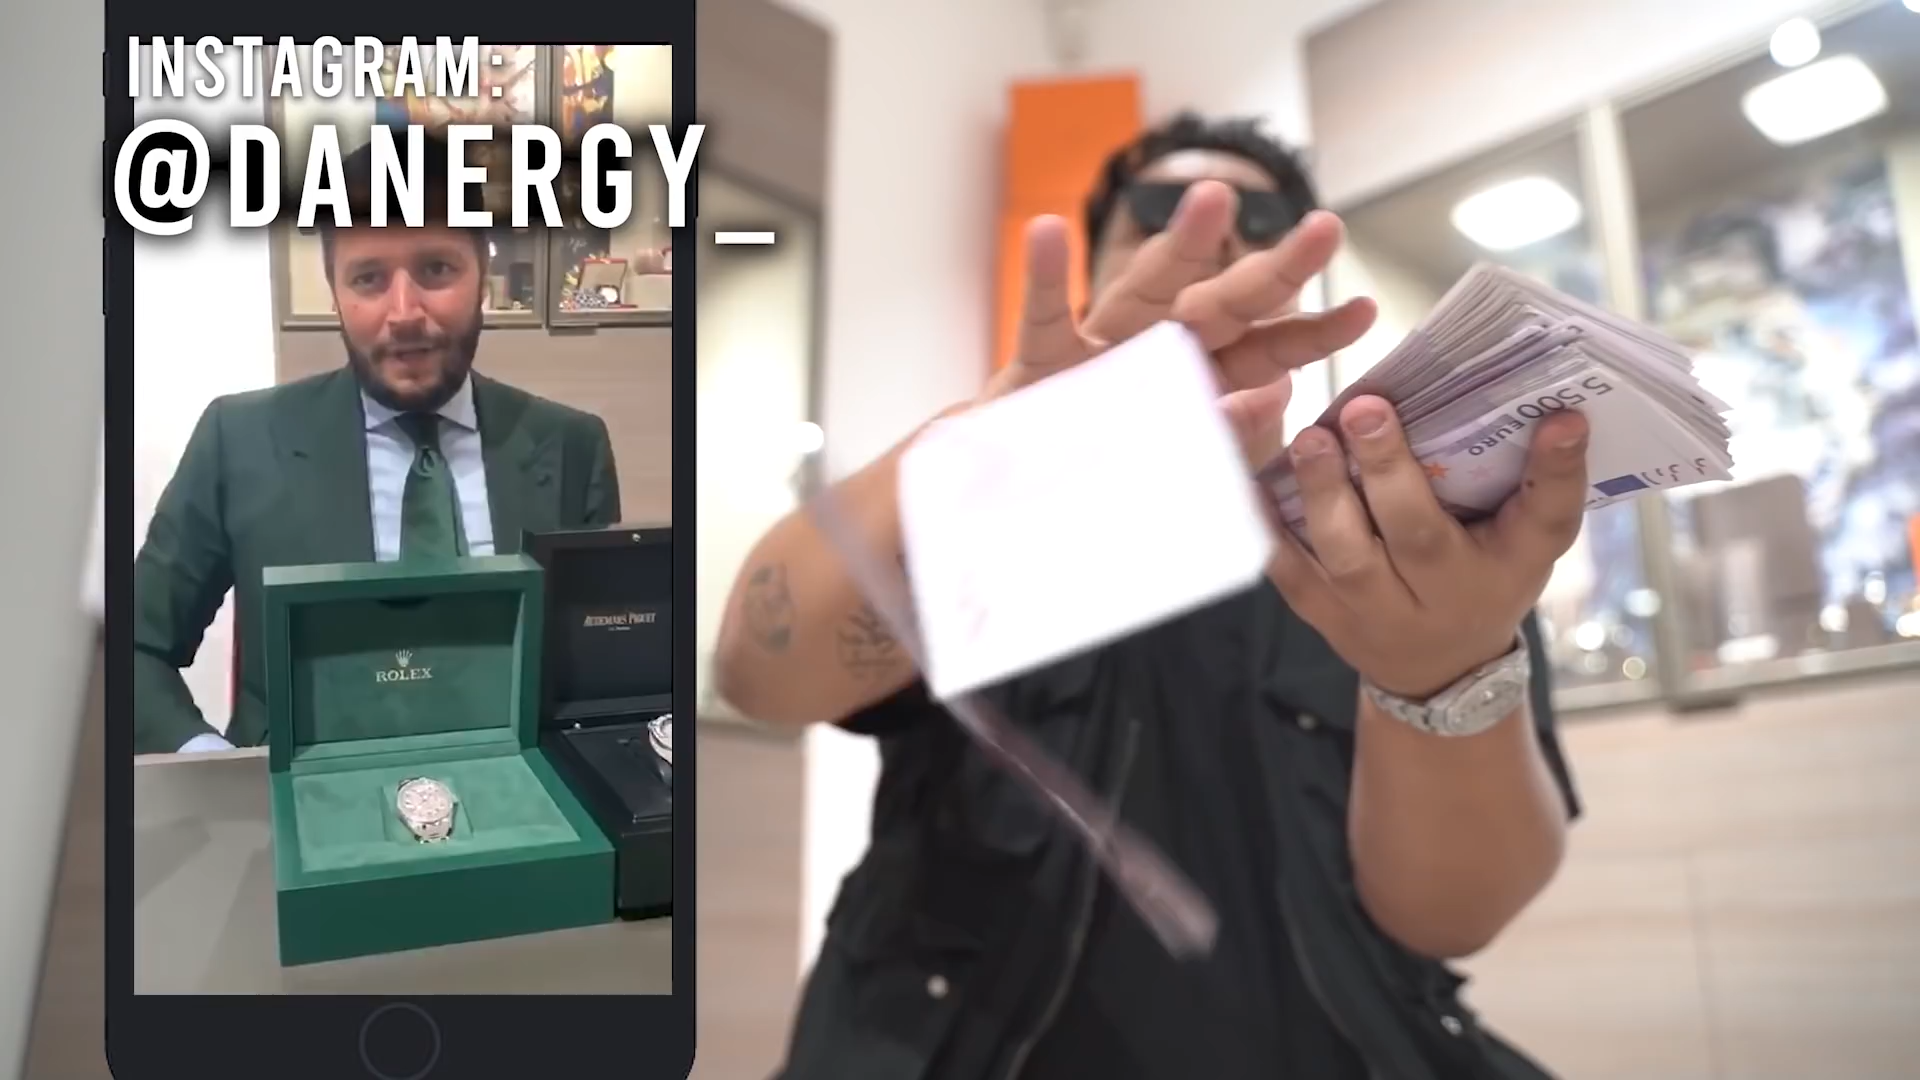 INSTAGRAM:
@DANERGY_
ROLEX
AUDEMARS PIGUET
500 EURO